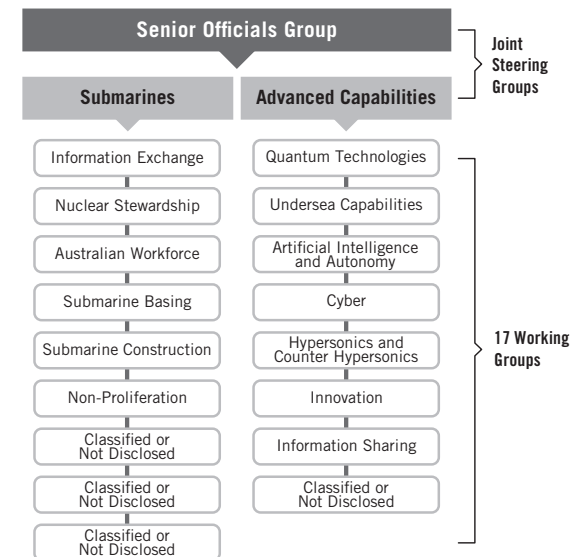 Senior Officials Group
Joint
Steering
Groups
Submarines
Advanced Capabilities
Information Exchange
Nuclear Stewardship
Australian Workforce
Submarine Basing
Submarine Construction
Non-Proliferation
Classified or
Not Disclosed
Classified or
Not Disclosed
Classified or
Not Disclosed
Quantum Technologies
Undersea Capabilities
Artificial Intelligence
and Autonomy
Cyber
Hypersonics and
Counter Hypersonics
Innovation
Information Sharing
Classified or
Not Disclosed
17 Working
Groups